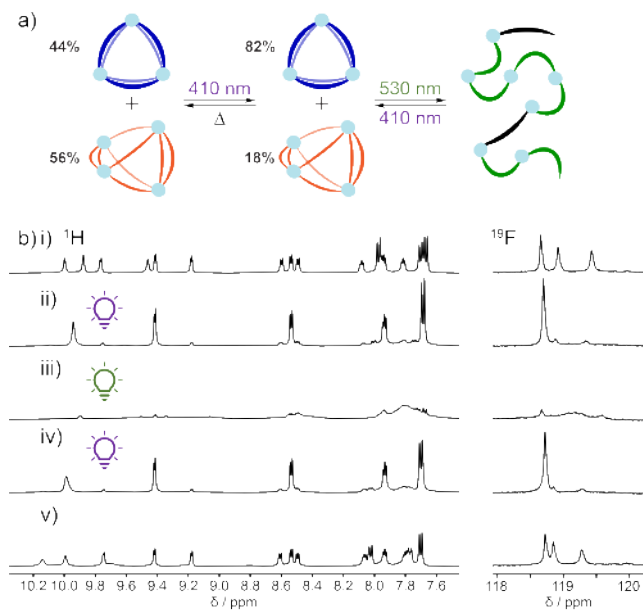 a)
44%
82%
410 nm
530 nm
+
+
Δ
410 nm
56%
18%
b) i) ¹H
¹⁹F
ii)
iii)
iv)
v)
10.2 10.0 9.8 9.6 9.4 9.2 9.0 8.8 8.6 8.4 8.2 8.0 7.8 7.6
118 119 120
δ / ppm
δ / ppm